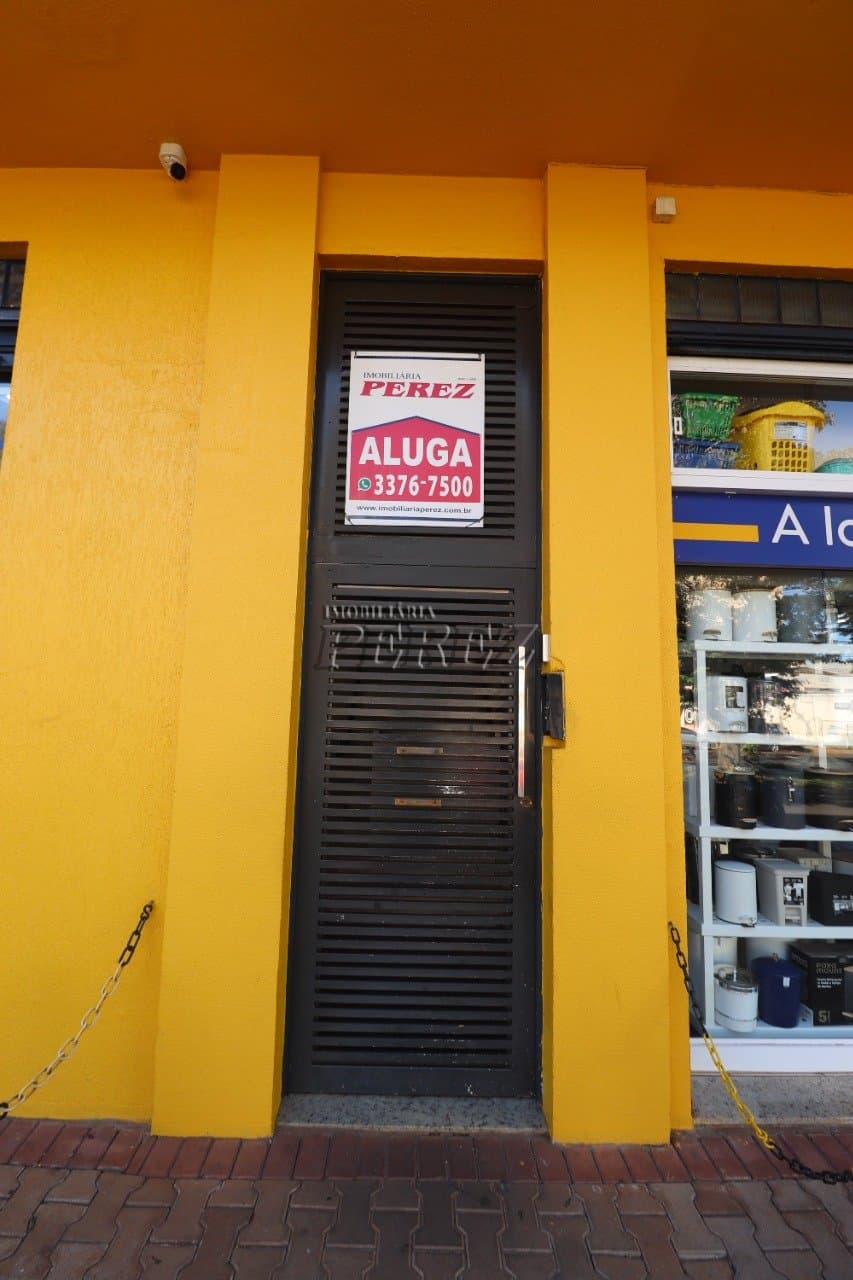 IMOBILIÁRIA
PEREZ
ALUGA
3376-7500
www.imobiliariaperez.com.br
A lo
IMOBILIÁRIA
PEREZ